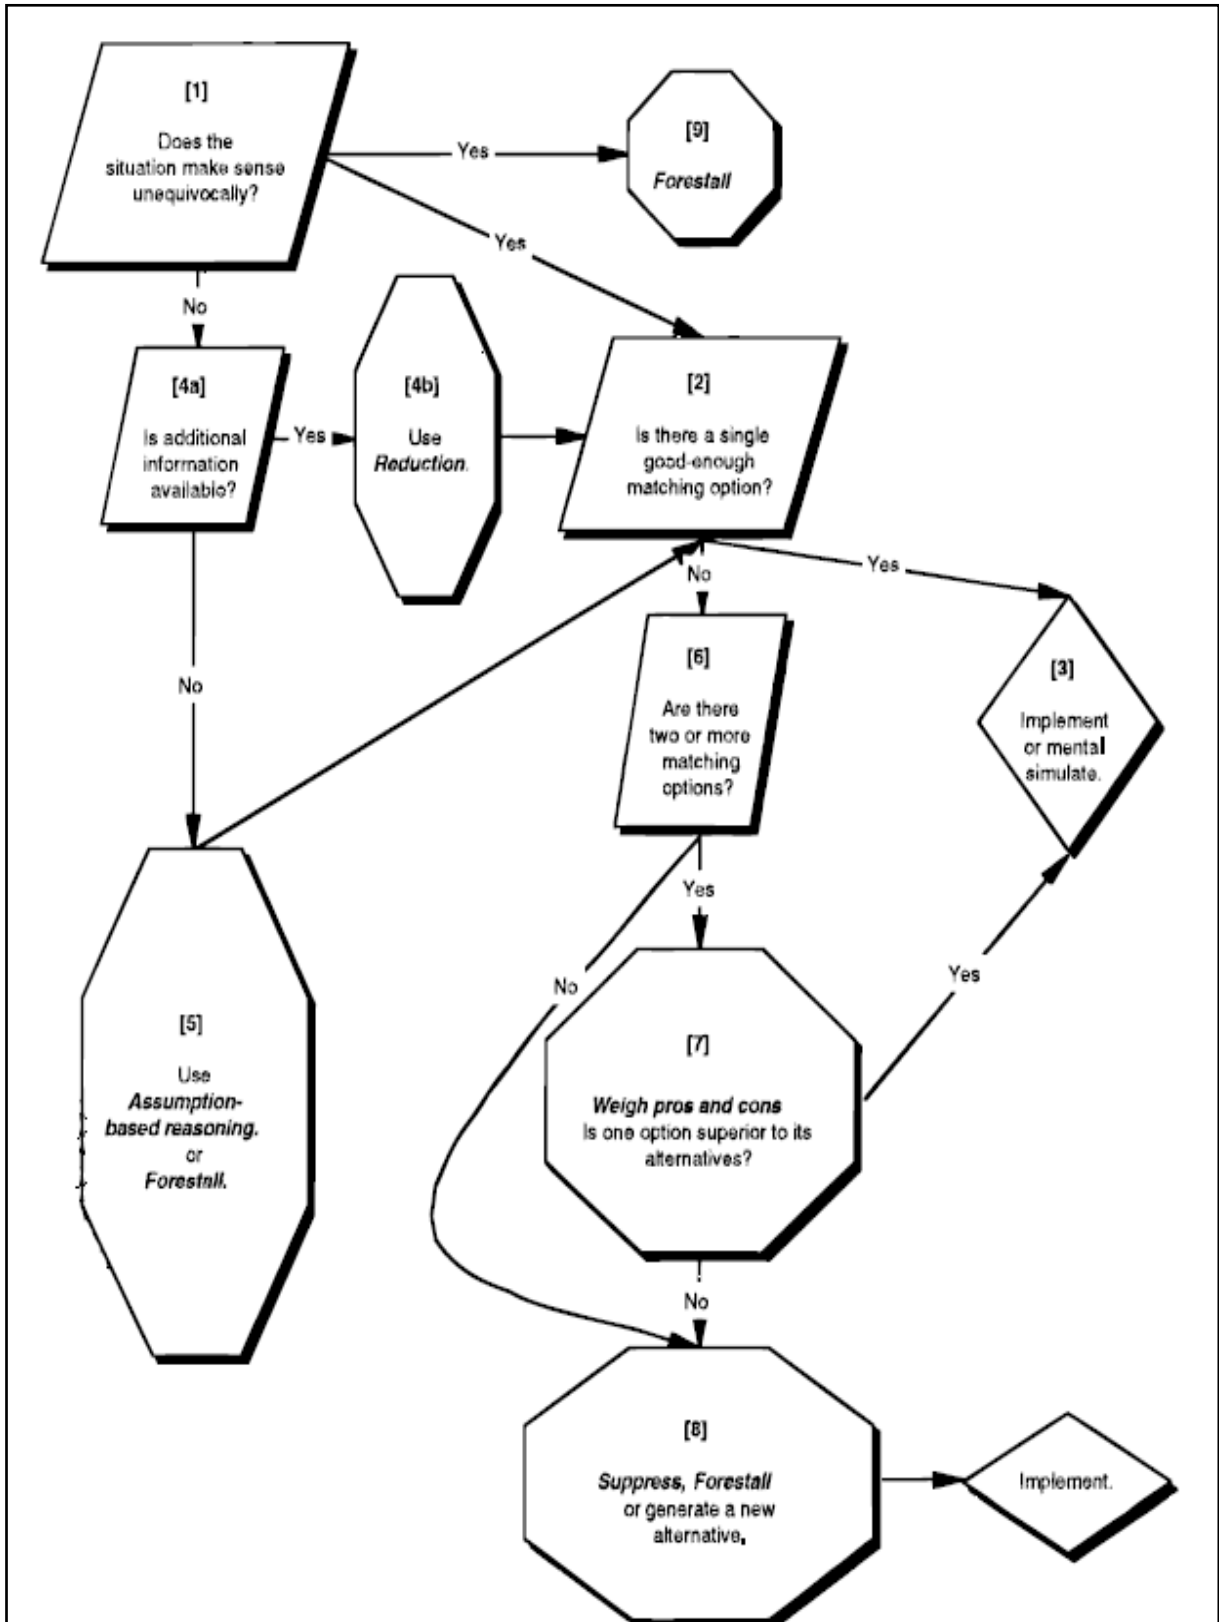 [1]
Does the
situation make sense
unequivocally?
Yes
[9]
Forestall
Yes
No
[4a]
Is additional
information
available?
Yes
[4b]
Use
Reduction.
[2]
Is there a single
good-enough
matching option?
No
Yes
[3]
Implement
or mental
simulate.
[6]
Are there
two or more
matching
options?
No
Yes
No
Yes
[5]
Use
Assumption-
based reasoning.
or
Forestall.
[7]
Weigh pros and cons
Is one option superior to its
alternatives?
No
[8]
Suppress, Forestall
or generate a new
alternative.
Implement.